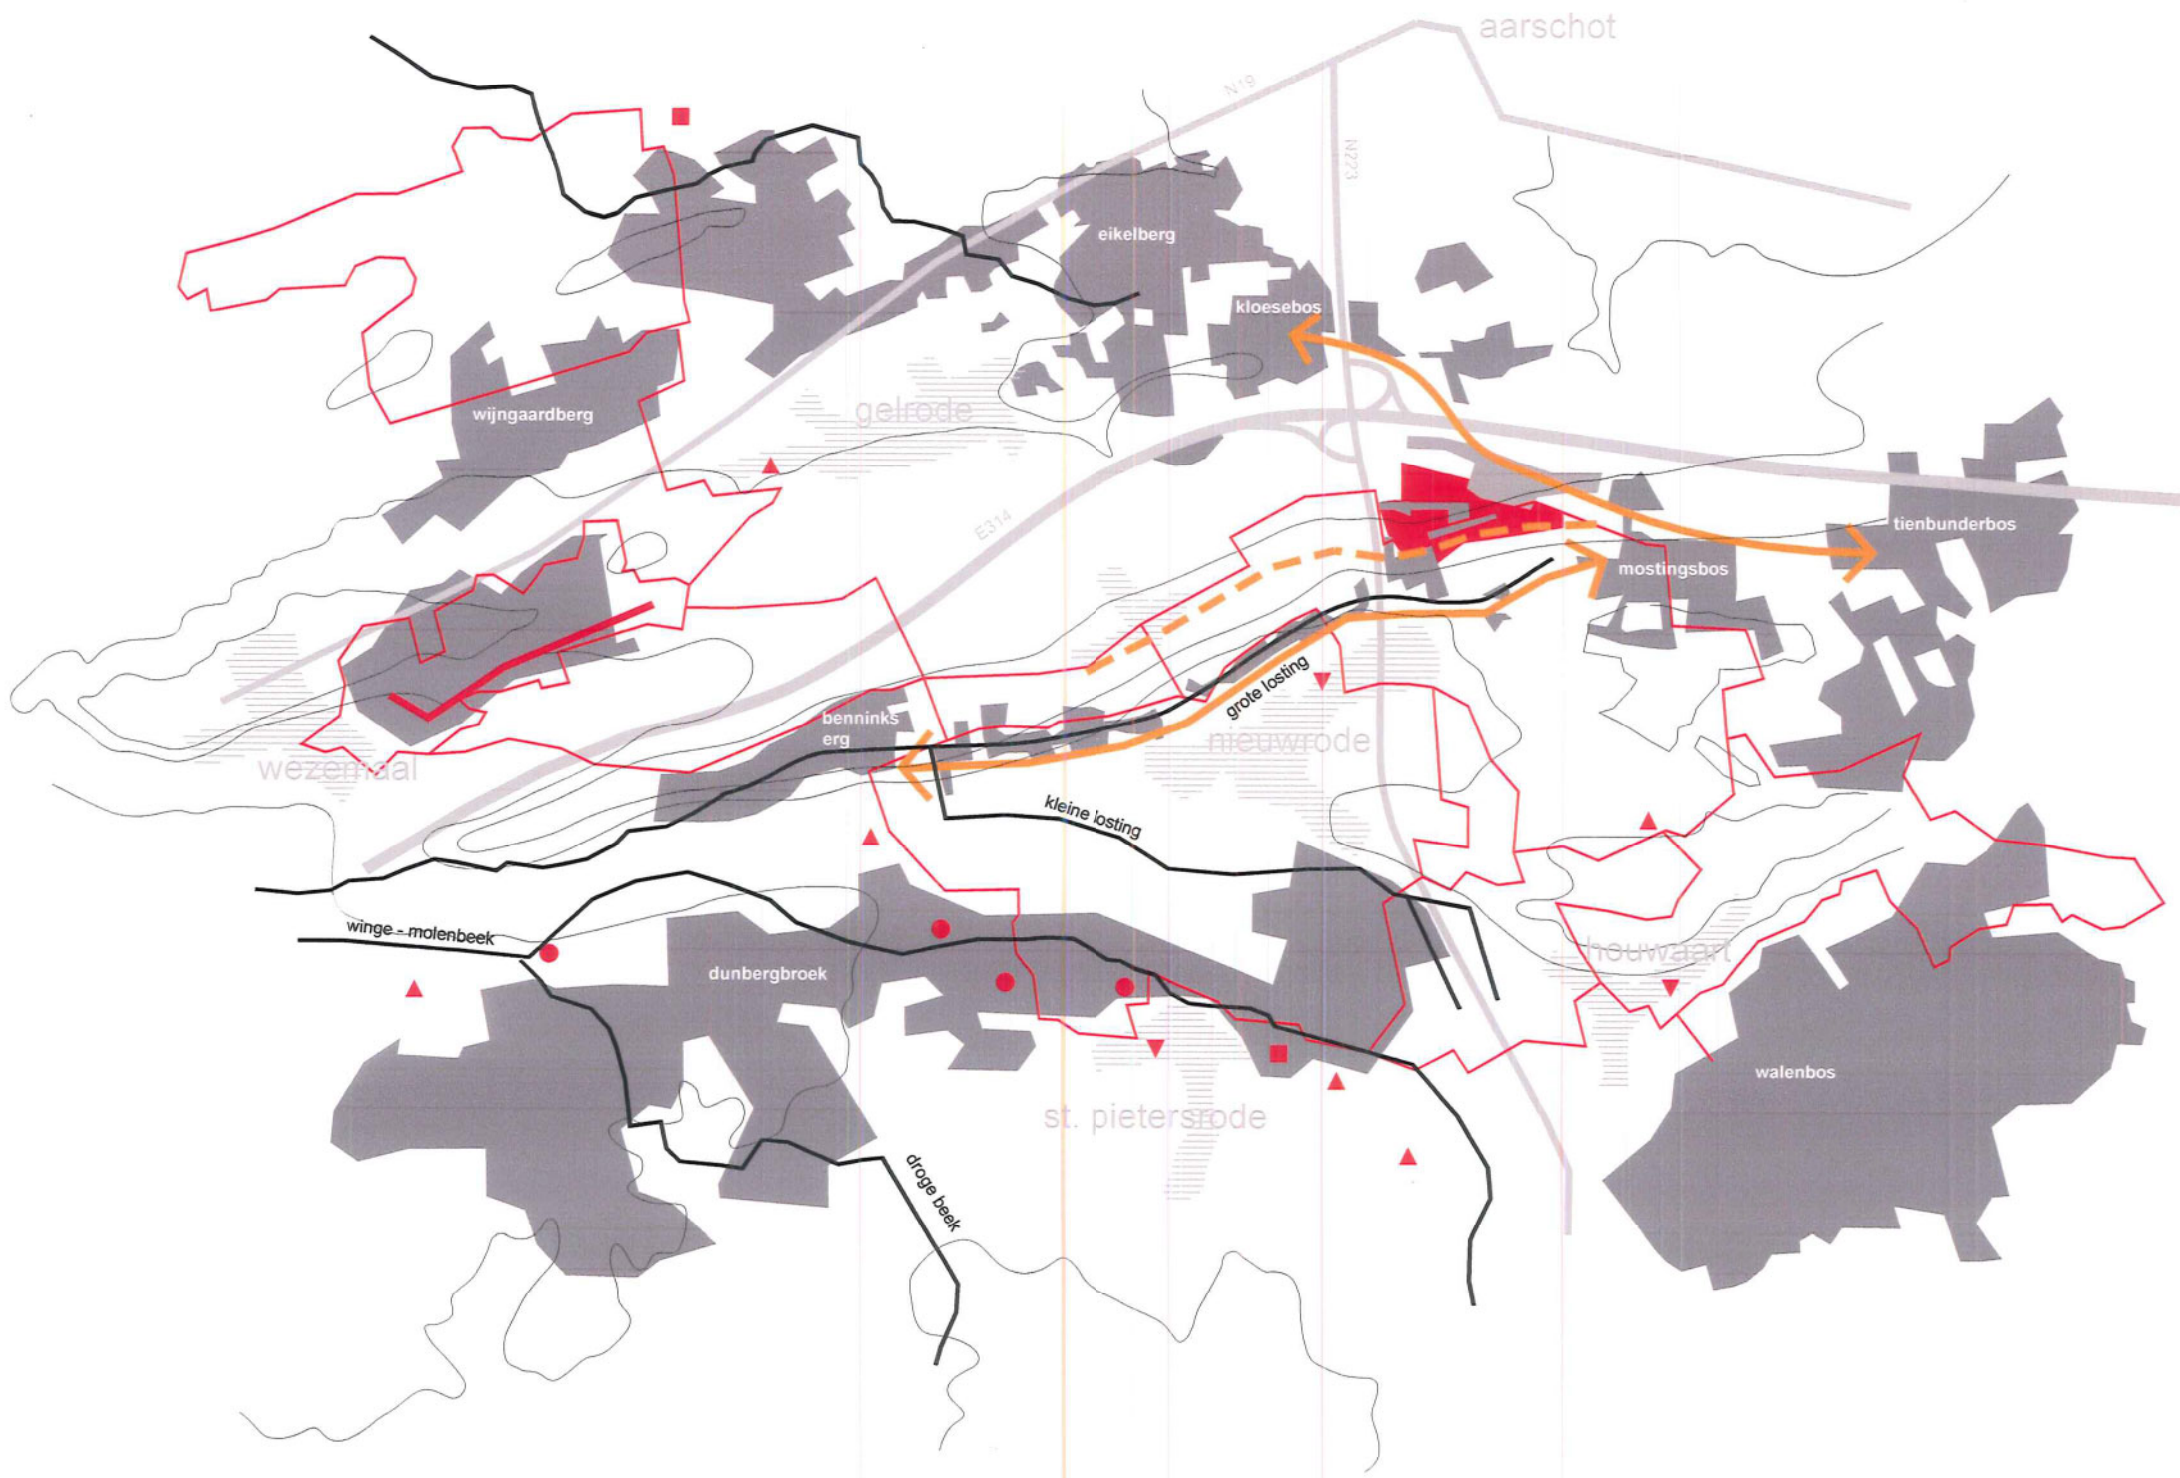 aarschot
N19
N223
eikelberg
kloesebos
wijngaardberg
gelrode
E314
tienbunderbos
mostingsbos
benninks
erg
grote losting
nieuwrode
wezemaal
kleine losting
winge - molenbeek
houwaart
dunbergbroek
walenbos
st. pietersrode
droge beek